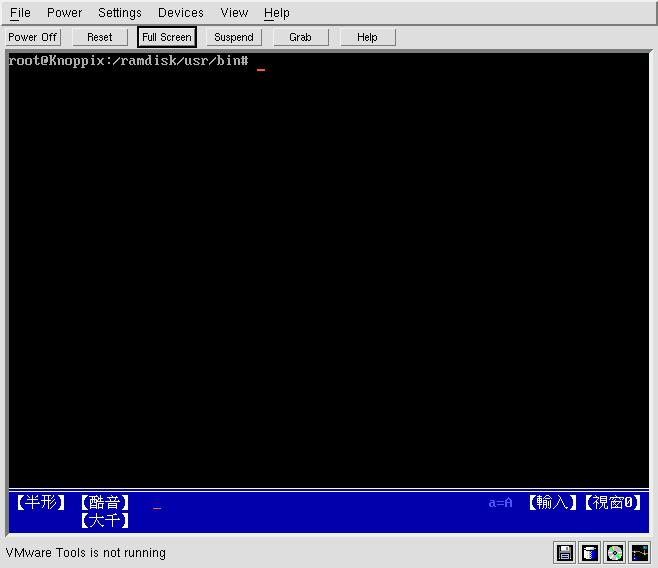 File Power Settings Devices View Help
Power Off Reset Full Screen Suspend Grab Help
root@Knoppix:/ramdisk/usr/bin# _
【半形】【酷音】 _ a=A 【輸入】【視窗0】
【大千】
VMware Tools is not running